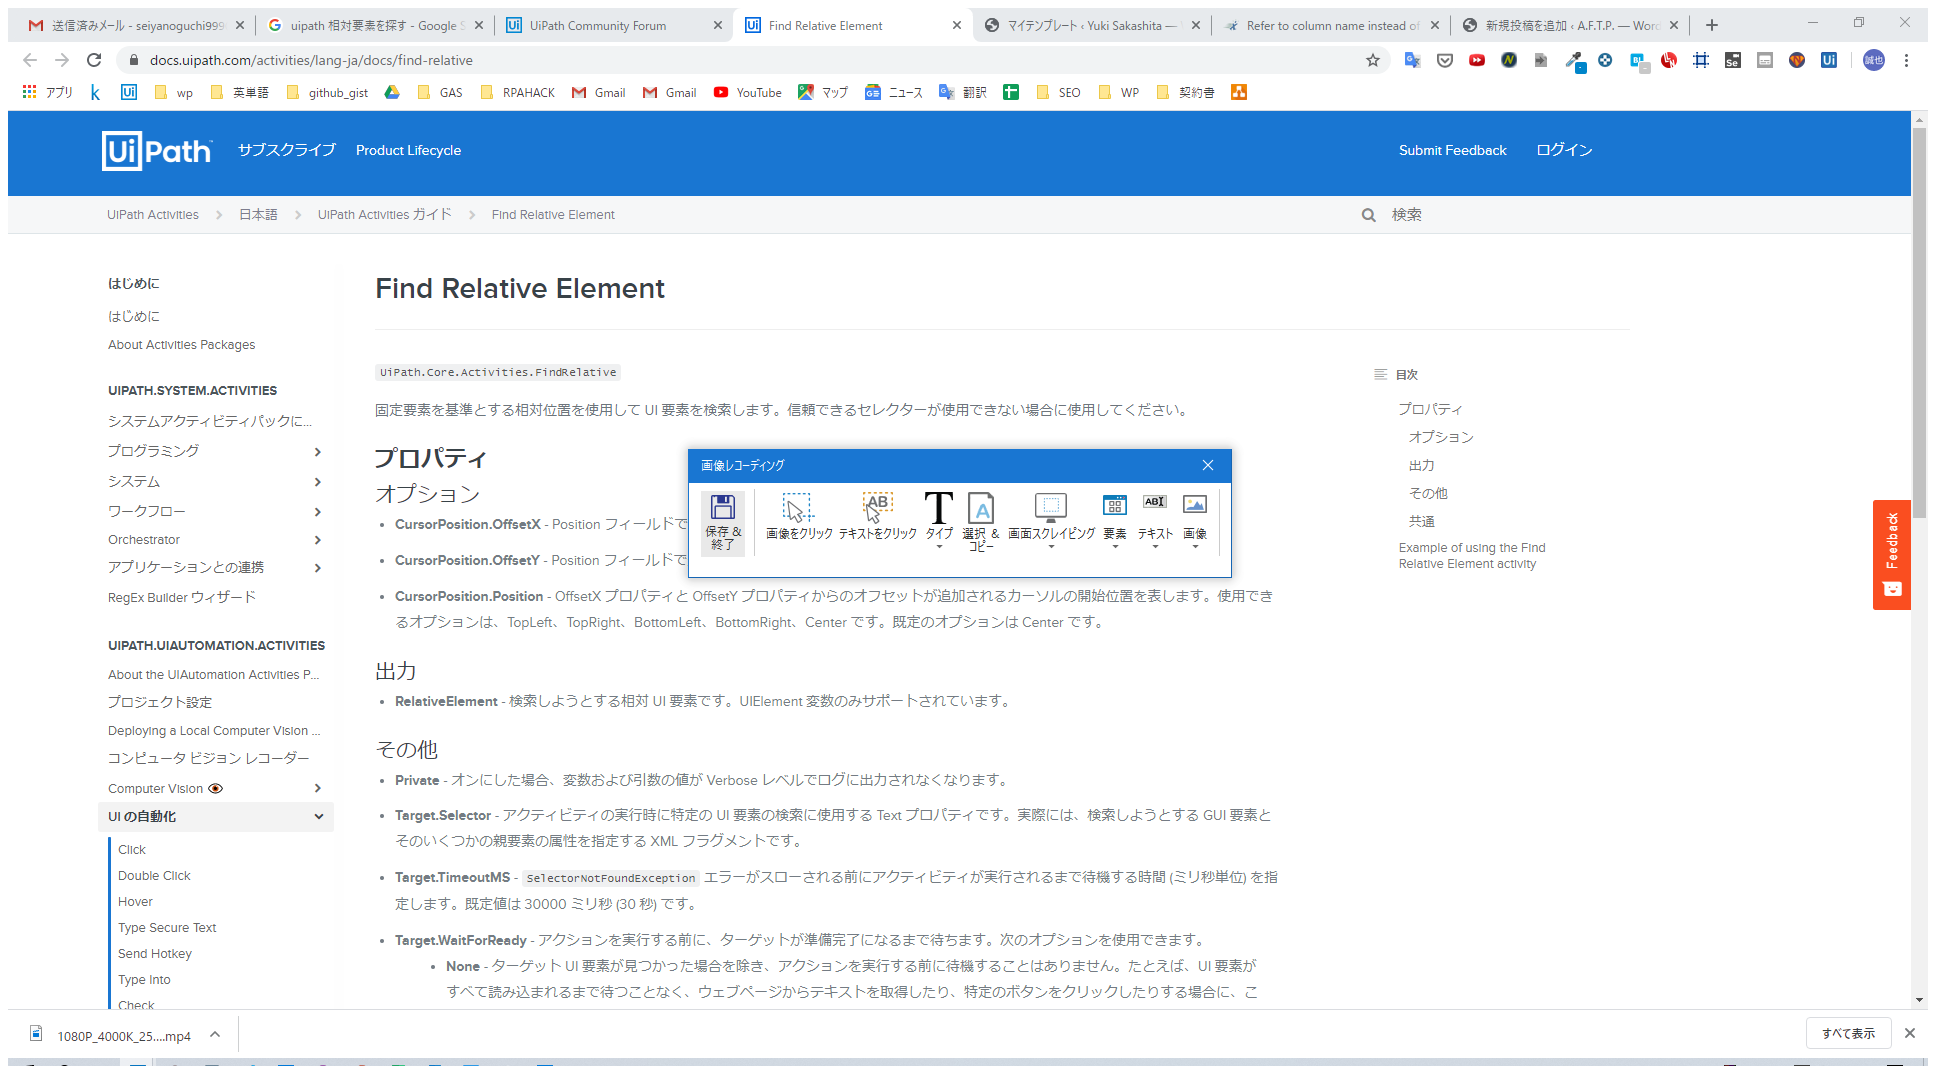 送信済みメール - seiyanoguchi999
uipath 相対要素を探す - Google S
UiPath Community Forum
Find Relative Element
マイテンプレート ‹ Yuki Sakashita —
Refer to column name instead of
新規投稿を追加 ‹ A.F.T.P. — Word
docs.uipath.com/activities/lang-ja/docs/find-relative
誠也
アプリ
wp
英単語
github_gist
GAS
RPAHACK
Gmail
Gmail
YouTube
マップ
ニュース
翻訳
SEO
WP
契約書
UiPath
サブスクライブ
Product Lifecycle
Submit Feedback
ログイン
UiPath Activities
日本語
UiPath Activities ガイド
Find Relative Element
検索
はじめに
はじめに
About Activities Packages
UIPATH.SYSTEM.ACTIVITIES
システムアクティビティパックに...
プログラミング
システム
ワークフロー
Orchestrator
アプリケーションとの連携
RegEx Builder ウィザード
UIPATH.UIAUTOMATION.ACTIVITIES
About the UIAutomation Activities P...
プロジェクト設定
Deploying a Local Computer Vision ...
コンピュータ ビジョン レコーダー
Computer Vision
UI の自動化
Click
Double Click
Hover
Type Secure Text
Send Hotkey
Type Into
Check
Find Relative Element
UiPath.Core.Activities.FindRelative
固定要素を基準とする相対位置を使用して UI 要素を検索します。信頼できるセレクターが使用できない場合に使用してください。
プロパティ
オプション
CursorPosition.OffsetX - Position フィールドで
CursorPosition.OffsetY - Position フィールドで
CursorPosition.Position - OffsetX プロパティと OffsetY プロパティからのオフセットが追加されるカーソルの開始位置を表します。使用でき
るオプションは、TopLeft、TopRight、BottomLeft、BottomRight、Center です。既定のオプションは Center です。
出力
RelativeElement - 検索しようとする相対 UI 要素です。UIElement 変数のみサポートされています。
その他
Private - オンにした場合、変数および引数の値が Verbose レベルでログに出力されなくなります。
Target.Selector - アクティビティの実行時に特定の UI 要素の検索に使用する Text プロパティです。実際には、検索しようとする GUI 要素と
そのいくつかの親要素の属性を指定する XML フラグメントです。
Target.TimeoutMS - SelectorNotFoundException エラーがスローされる前にアクティビティが実行されるまで待機する時間 (ミリ秒単位) を指
定します。既定値は 30000 ミリ秒 (30 秒) です。
Target.WaitForReady - アクションを実行する前に、ターゲットが準備完了になるまで待ちます。次のオプションを使用できます。
None - ターゲット UI 要素が見つかった場合を除き、アクションを実行する前に待機することはありません。たとえば、UI 要素が
すべて読み込まれるまで待つことなく、ウェブページからテキストを取得したり、特定のボタンをクリックしたりする場合に、こ
画像レコーディング
保存 &
終了
画像をクリック
テキストをクリック
タイプ
選択 &
コピー
画面スクレイピング
要素
テキスト
画像
目次
プロパティ
オプション
出力
その他
共通
Example of using the Find
Relative Element activity
Feedback
1080P_4000K_25....mp4
すべて表示